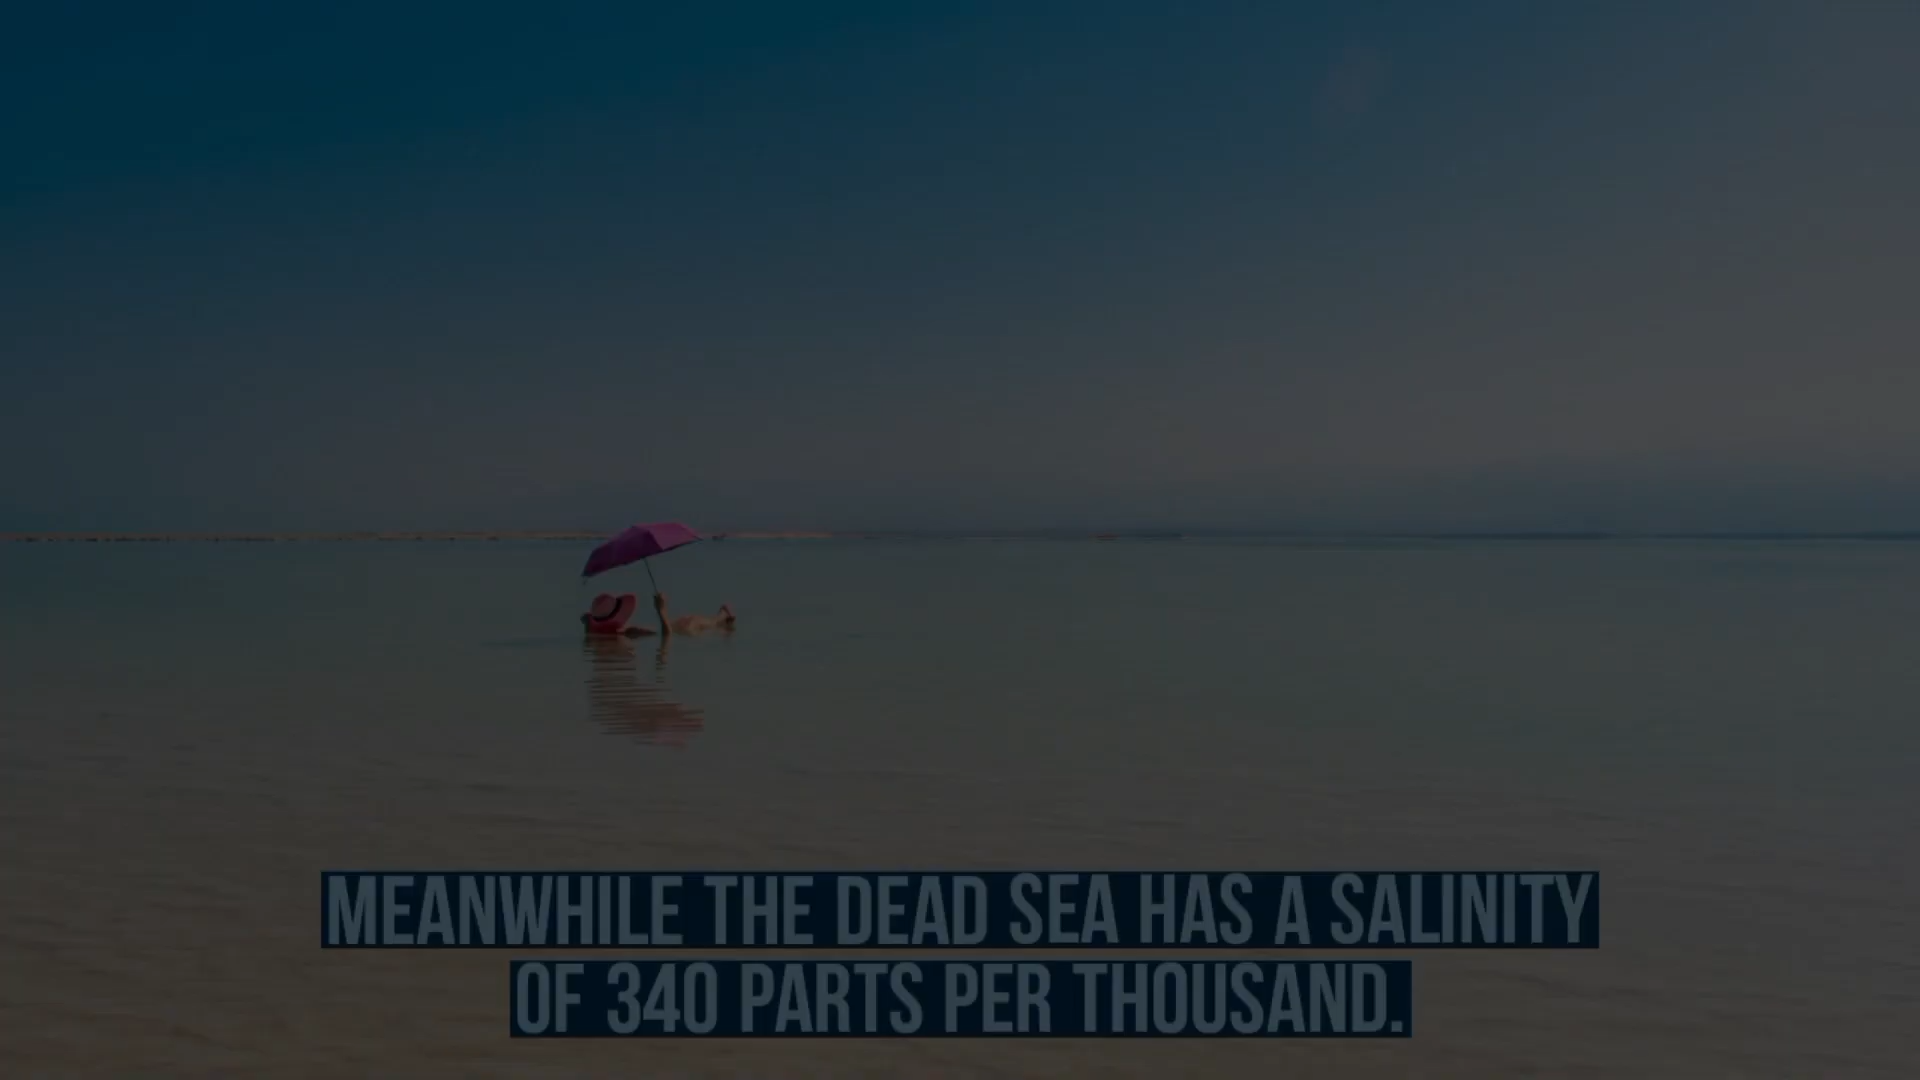 MEANWHILE THE DEAD SEA HAS A SALINITY
OF 340 PARTS PER THOUSAND.